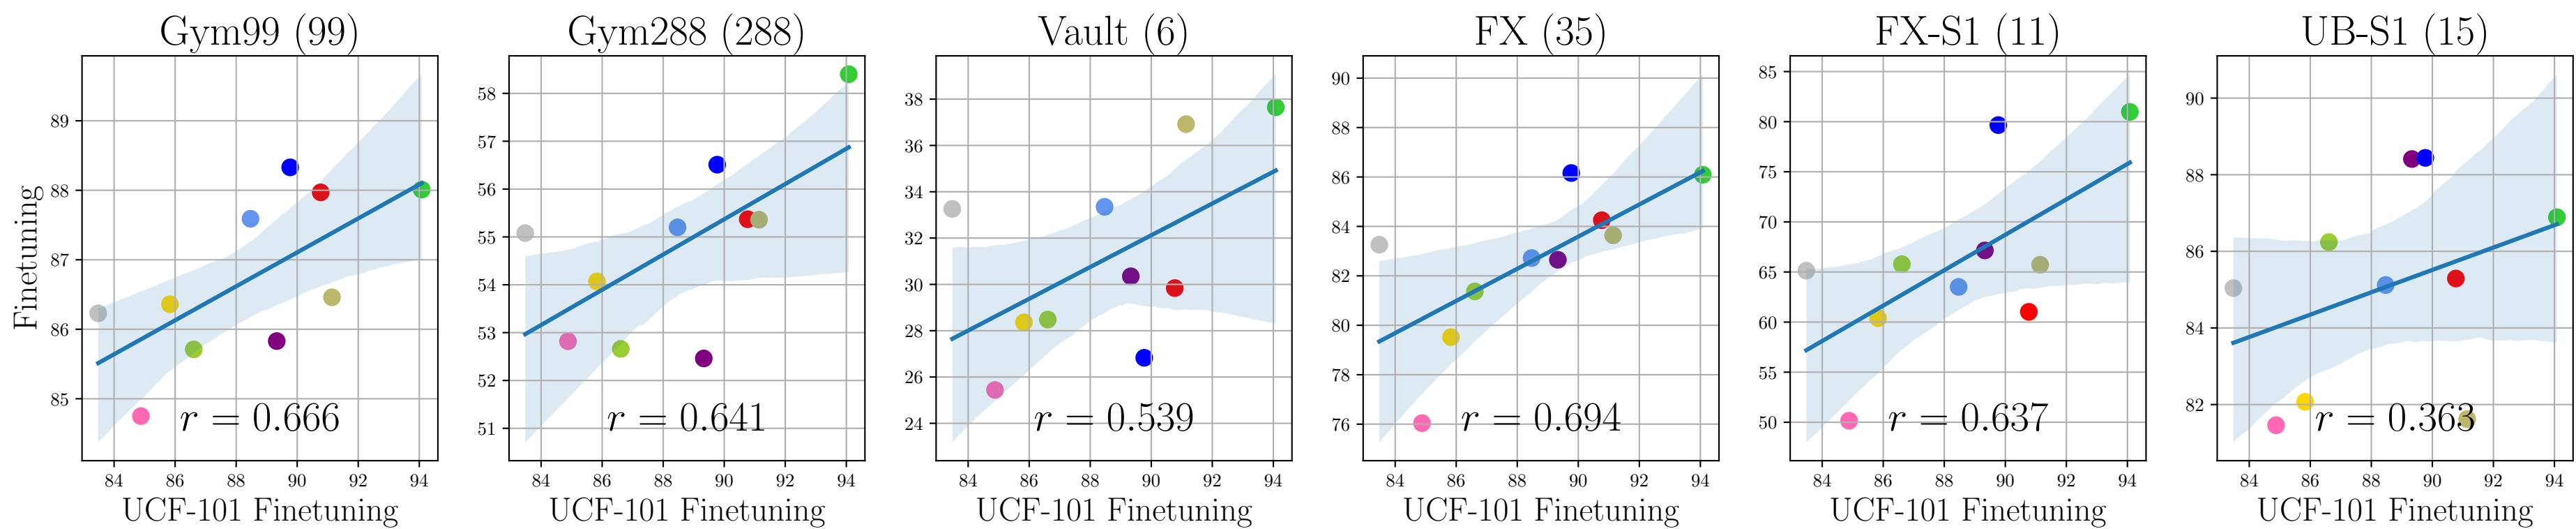 Gym99 (99)
Finetuning
89
88
87
86
85
r = 0.666
84 86 88 90 92 94
UCF-101 Finetuning
Gym288 (288)
58
57
56
55
54
53
52
51
r = 0.641
84 86 88 90 92 94
UCF-101 Finetuning
Vault (6)
38
36
34
32
30
28
26
24
r = 0.539
84 86 88 90 92 94
UCF-101 Finetuning
FX (35)
90
88
86
84
82
80
78
76
r = 0.694
84 86 88 90 92 94
UCF-101 Finetuning
FX-S1 (11)
85
80
75
70
65
60
55
50
r = 0.637
84 86 88 90 92 94
UCF-101 Finetuning
UB-S1 (15)
90
88
86
84
82
r = 0.363
84 86 88 90 92 94
UCF-101 Finetuning